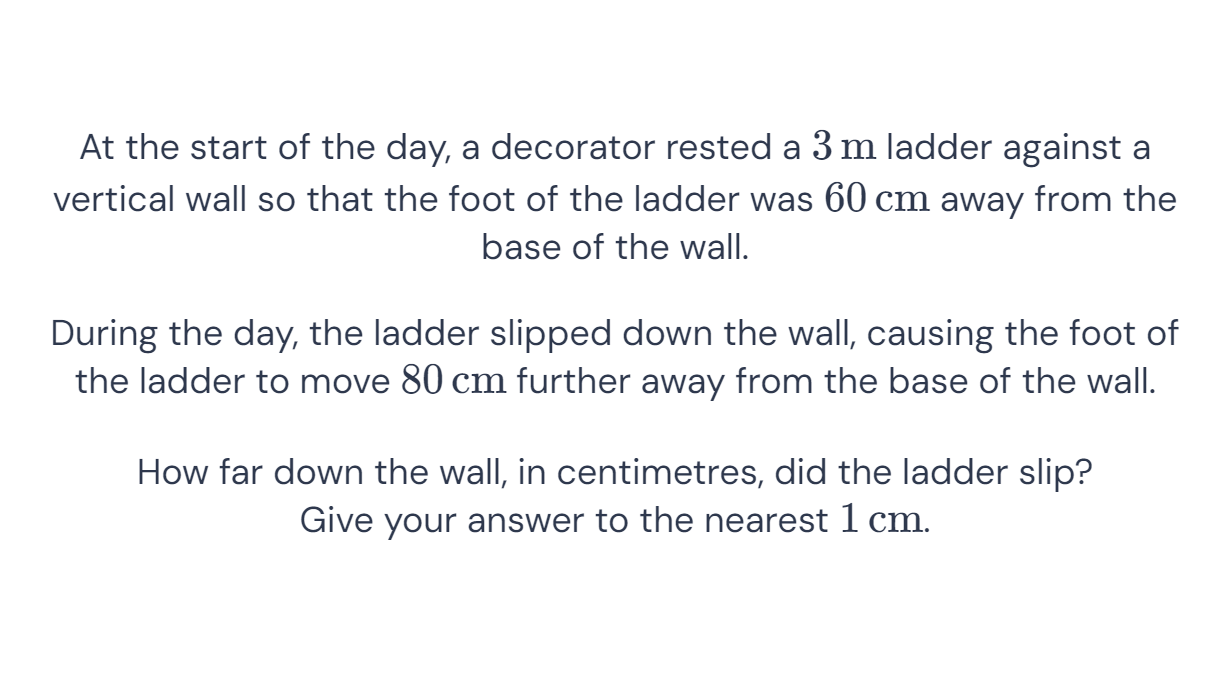 At the start of the day, a decorator rested a 3 m ladder against a
vertical wall so that the foot of the ladder was 60 cm away from the
base of the wall.
During the day, the ladder slipped down the wall, causing the foot of
the ladder to move 80 cm further away from the base of the wall.
How far down the wall, in centimetres, did the ladder slip?
Give your answer to the nearest 1 cm.